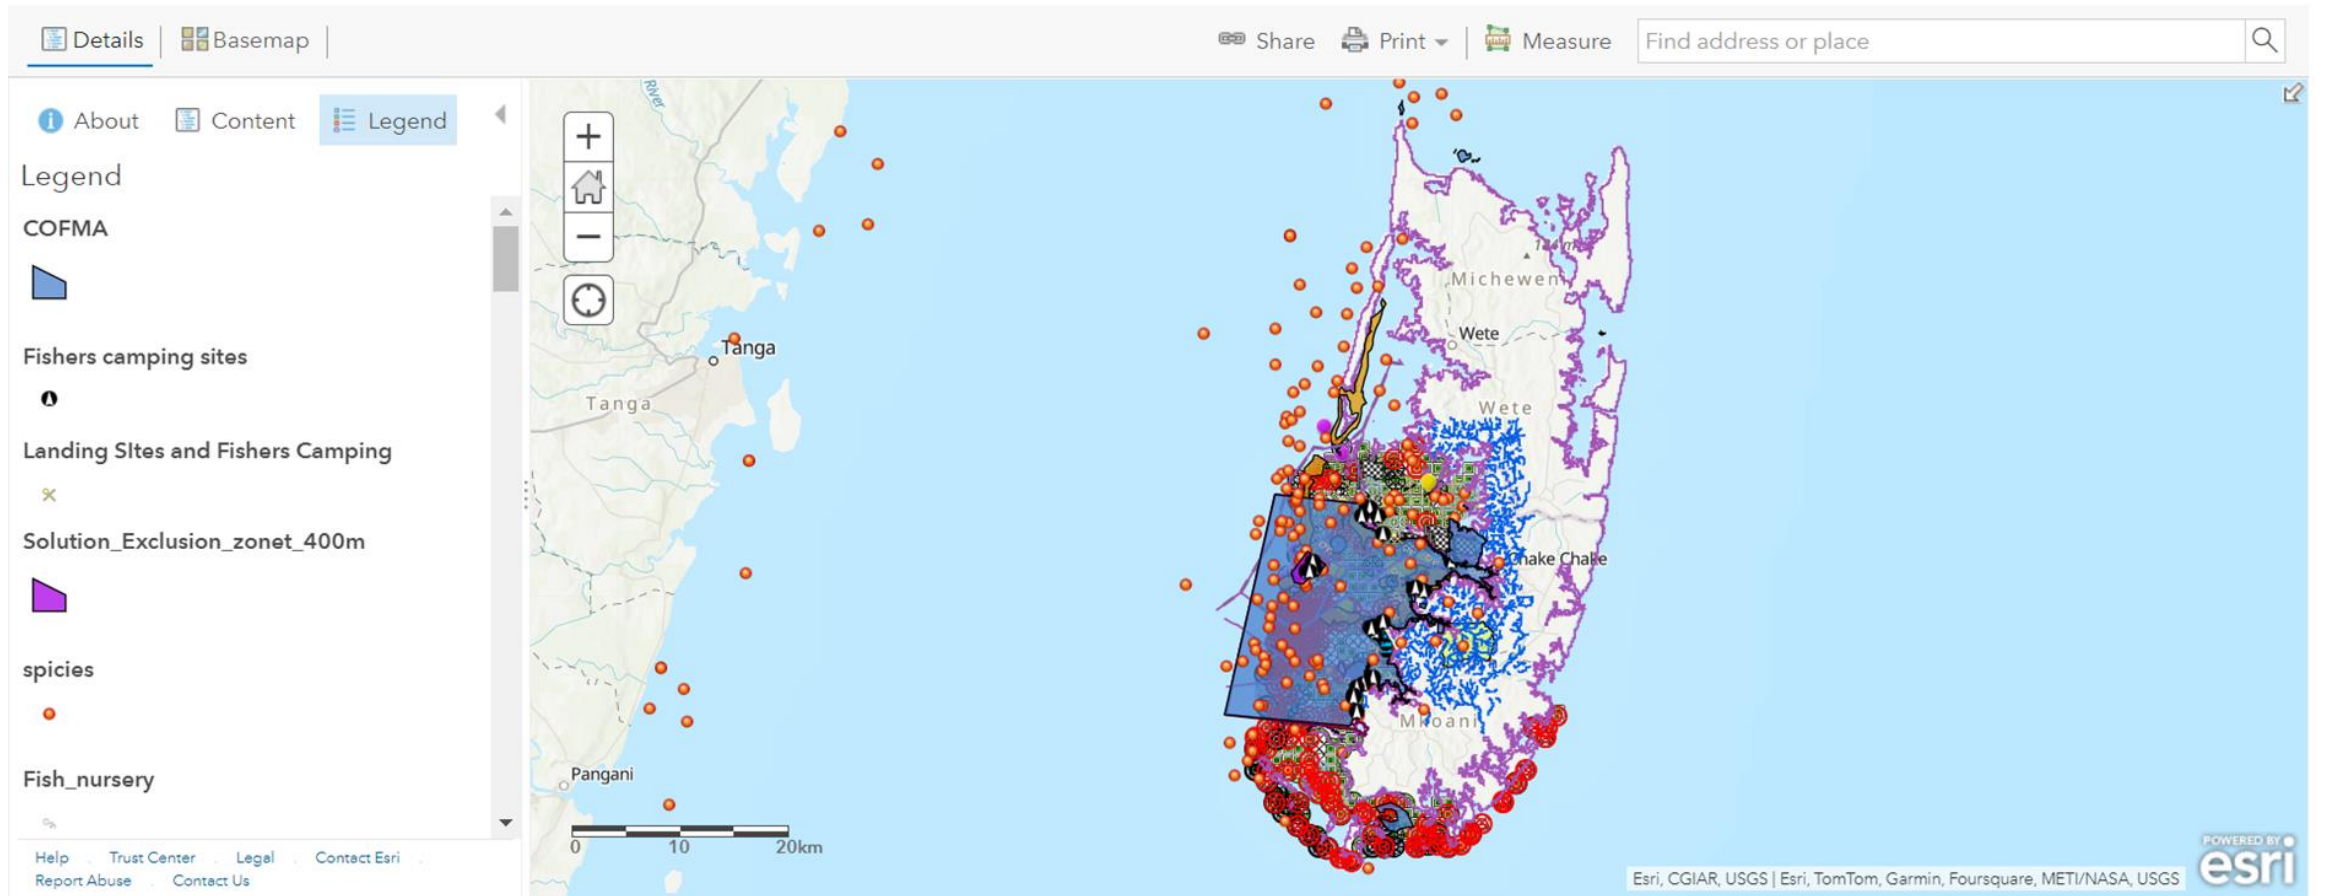 Details
Basemap
Share
Print
Measure
Find address or place
About
Content
Legend
Legend
COFMA
Fishers camping sites
Landing SItes and Fishers Camping
Solution_Exclusion_zonet_400m
spicies
Fish_nursery
Help
Trust Center
Legal
Contact Esri
Report Abuse
Contact Us
River
Tanga
Tanga
Pangani
0 10 20km
Michewen
Wete
Wete
Chake Chake
Mkoani
POWERED BY
esri
Esri, CGIAR, USGS | Esri, TomTom, Garmin, Foursquare, METI/NASA, USGS